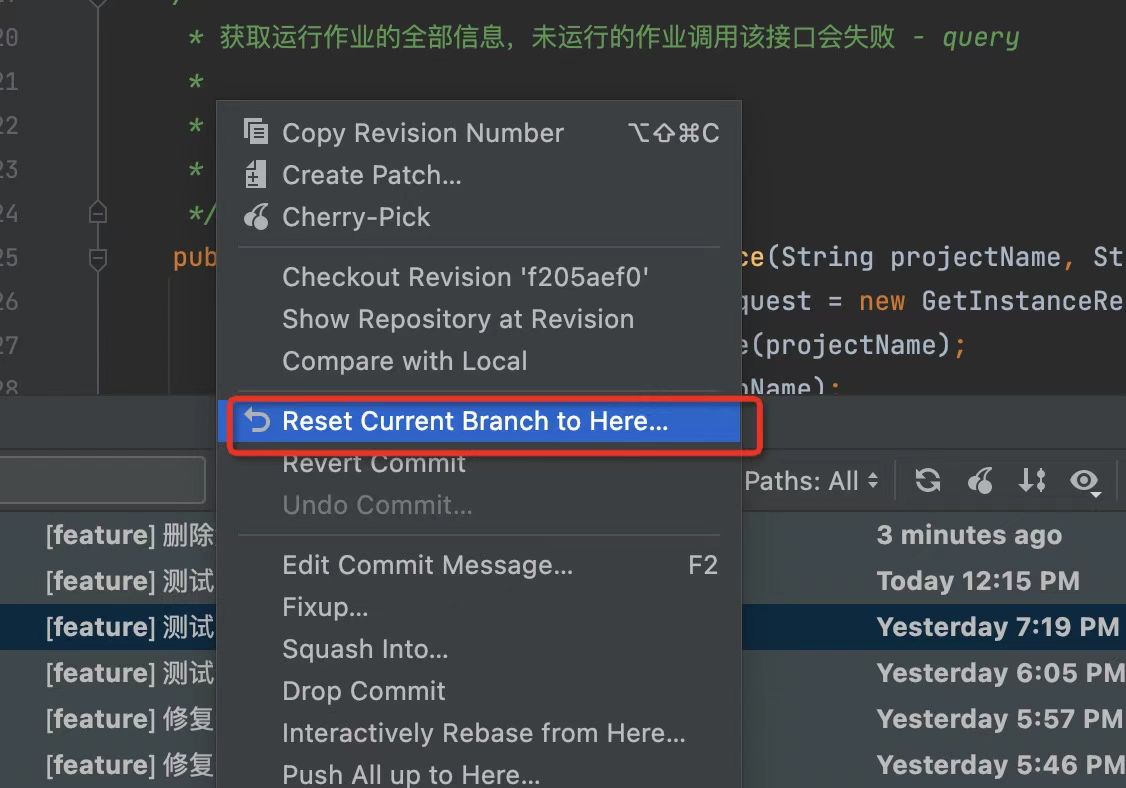 20 * 获取运行作业的全部信息，未运行的作业调用该接口会失败 - query
21 *
22 *
23 *
24 */
25 pub ce(String projectName, St
26 quest = new GetInstanceRe
27 e(projectName);
28 Name);
Copy Revision Number ⌥⇧⌘C
Create Patch...
Cherry-Pick
Checkout Revision 'f205aef0'
Show Repository at Revision
Compare with Local
Reset Current Branch to Here...
Revert Commit
Undo Commit...
Edit Commit Message... F2
Fixup...
Squash Into...
Drop Commit
Interactively Rebase from Here...
Push All up to Here...
Paths: All
[feature] 删除 3 minutes ago
[feature] 测试 Today 12:15 PM
[feature] 测试 Yesterday 7:19 PM
[feature] 测试 Yesterday 6:05 PM
[feature] 修复 Yesterday 5:57 PM
[feature] 修复 Yesterday 5:46 PM